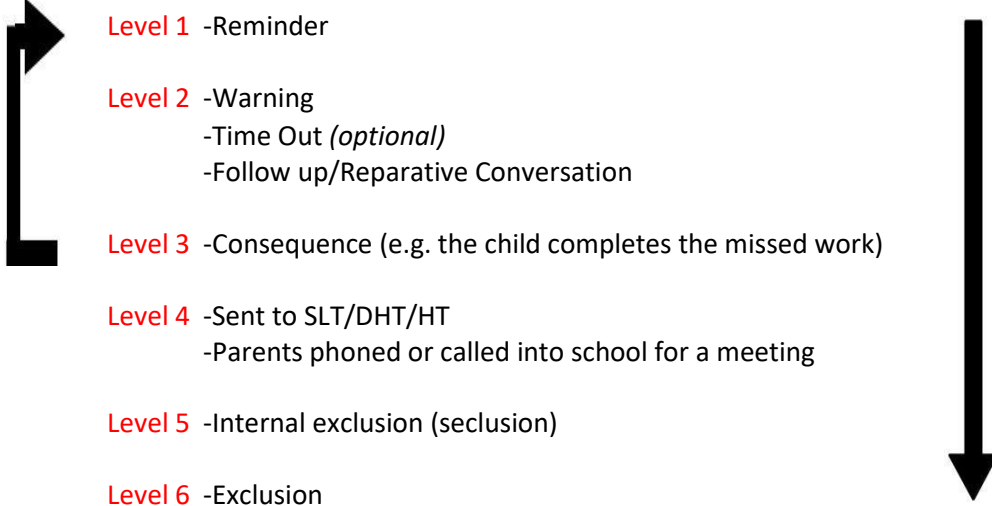 Level 1 -Reminder
Level 2 -Warning
-Time Out (optional)
-Follow up/Reparative Conversation
Level 3 -Consequence (e.g. the child completes the missed work)
Level 4 -Sent to SLT/DHT/HT
-Parents phoned or called into school for a meeting
Level 5 -Internal exclusion (seclusion)
Level 6 -Exclusion